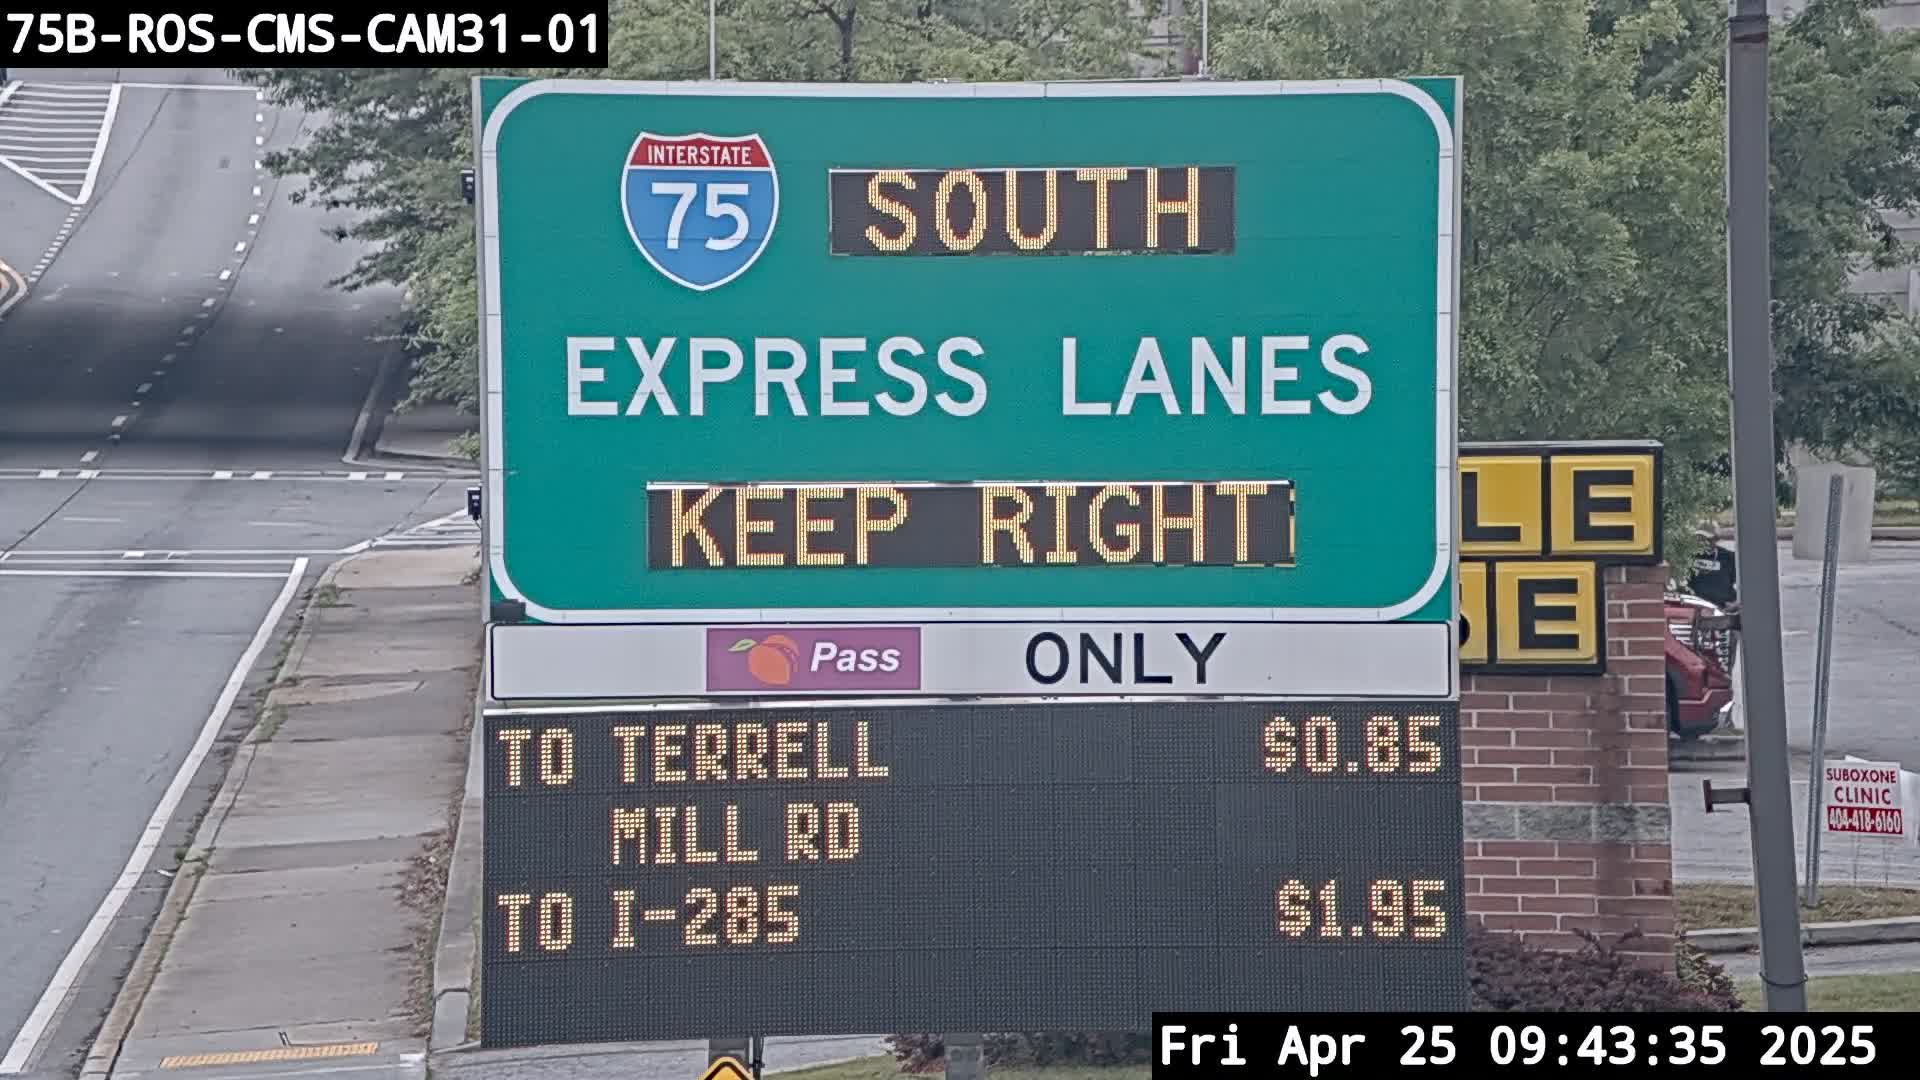 75B-ROS-CMS-CAM31-01
INTERSTATE
75
SOUTH
EXPRESS LANES
KEEP RIGHT
Pass ONLY
TO TERRELL $0.85
MILL RD
TO I-285 $1.95
LE
E
SUBOXONE
CLINIC
404-418-6160
Fri Apr 25 09:43:35 2025